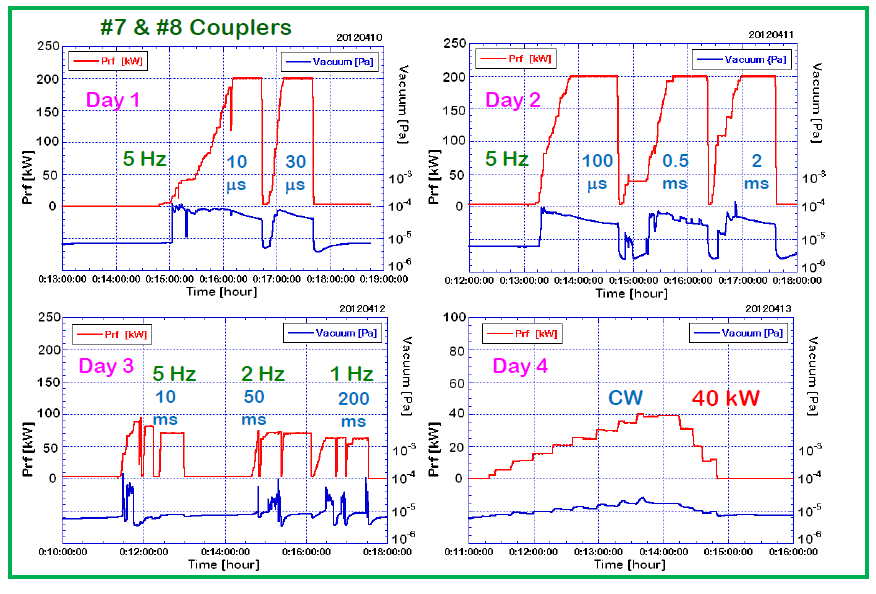 #7 & #8 Couplers
20120410
Prf [kW]
Vacuum [Pa]
Day 1
5 Hz
10
μs
30
μs
250
200
150
100
50
0
Prf [kW]
Vacuum [Pa]
10-3
10-4
10-5
10-6
0:13:00:00 0:14:00:00 0:15:00:00 0:16:00:00 0:17:00:00 0:18:00:00 0:19:00:00
Time [hour]
20120411
Prf [kW]
Vacuum {Pa]
Day 2
5 Hz
100
μs
0.5
ms
2
ms
250
200
150
100
50
0
Prf [kW]
Vacuum [Pa]
10-3
10-4
10-5
10-6
0:12:00:00 0:13:00:00 0:14:00:00 0:15:00:00 0:16:00:00 0:17:00:00 0:18:00:00
Time [hour]
20120412
Prf [kW]
Vacuum [Pa]
Day 3
5 Hz
10
ms
2 Hz
50
ms
1 Hz
200
ms
250
200
150
100
50
0
Prf [kW]
Vacuum [Pa]
10-3
10-4
10-5
10-6
0:10:00:00 0:12:00:00 0:14:00:00 0:16:00:00 0:18:00:00
Time [hour]
20120413
Prf [kW]
Vacuum [Pa]
Day 4
CW
40 kW
100
80
60
40
20
0
Prf [kW]
Vacuum [Pa]
10-3
10-4
10-5
10-6
0:11:00:00 0:12:00:00 0:13:00:00 0:14:00:00 0:15:00:00 0:16:00:00
Time [hour]